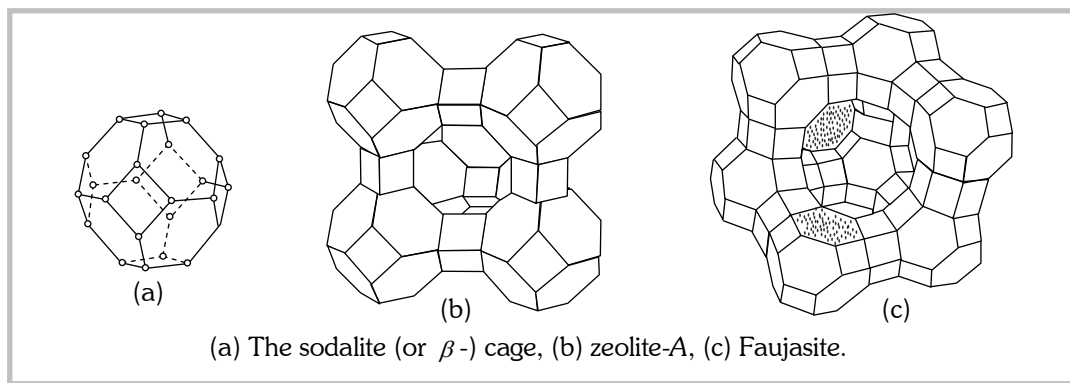 (a)
(b)
(c)
(a) The sodalite (or β-) cage, (b) zeolite-A, (c) Faujasite.